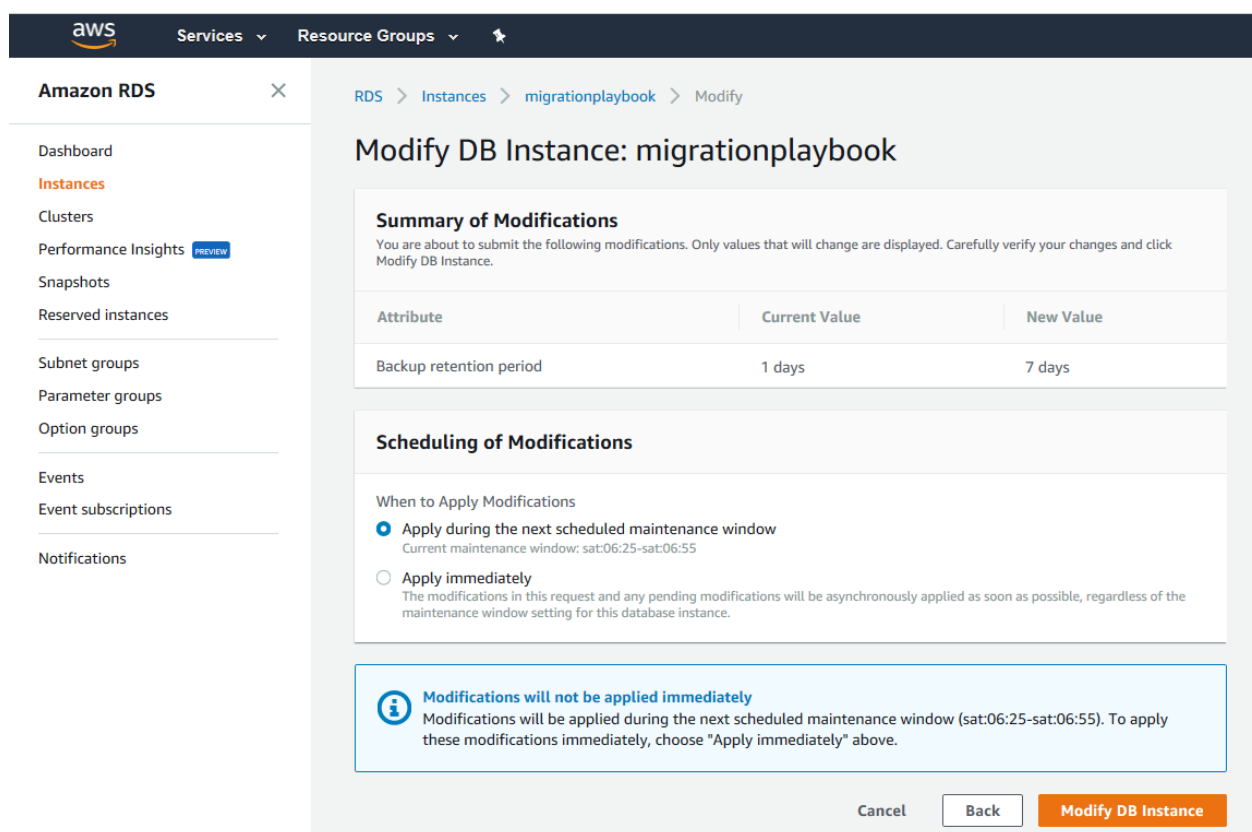 aws Services Resource Groups
Amazon RDS
Dashboard
Instances
Clusters
Performance Insights PREVIEW
Snapshots
Reserved instances
Subnet groups
Parameter groups
Option groups
Events
Event subscriptions
Notifications
RDS > Instances > migrationplaybook > Modify
Modify DB Instance: migrationplaybook
Summary of Modifications
You are about to submit the following modifications. Only values that will change are displayed. Carefully verify your changes and click
Modify DB Instance.
Attribute Current Value New Value
Backup retention period 1 days 7 days
Scheduling of Modifications
When to Apply Modifications
Apply during the next scheduled maintenance window
Current maintenance window: sat:06:25-sat:06:55
Apply immediately
The modifications in this request and any pending modifications will be asynchronously applied as soon as possible, regardless of the
maintenance window setting for this database instance.
Modifications will not be applied immediately
Modifications will be applied during the next scheduled maintenance window (sat:06:25-sat:06:55). To apply
these modifications immediately, choose "Apply immediately" above.
Cancel Back Modify DB Instance